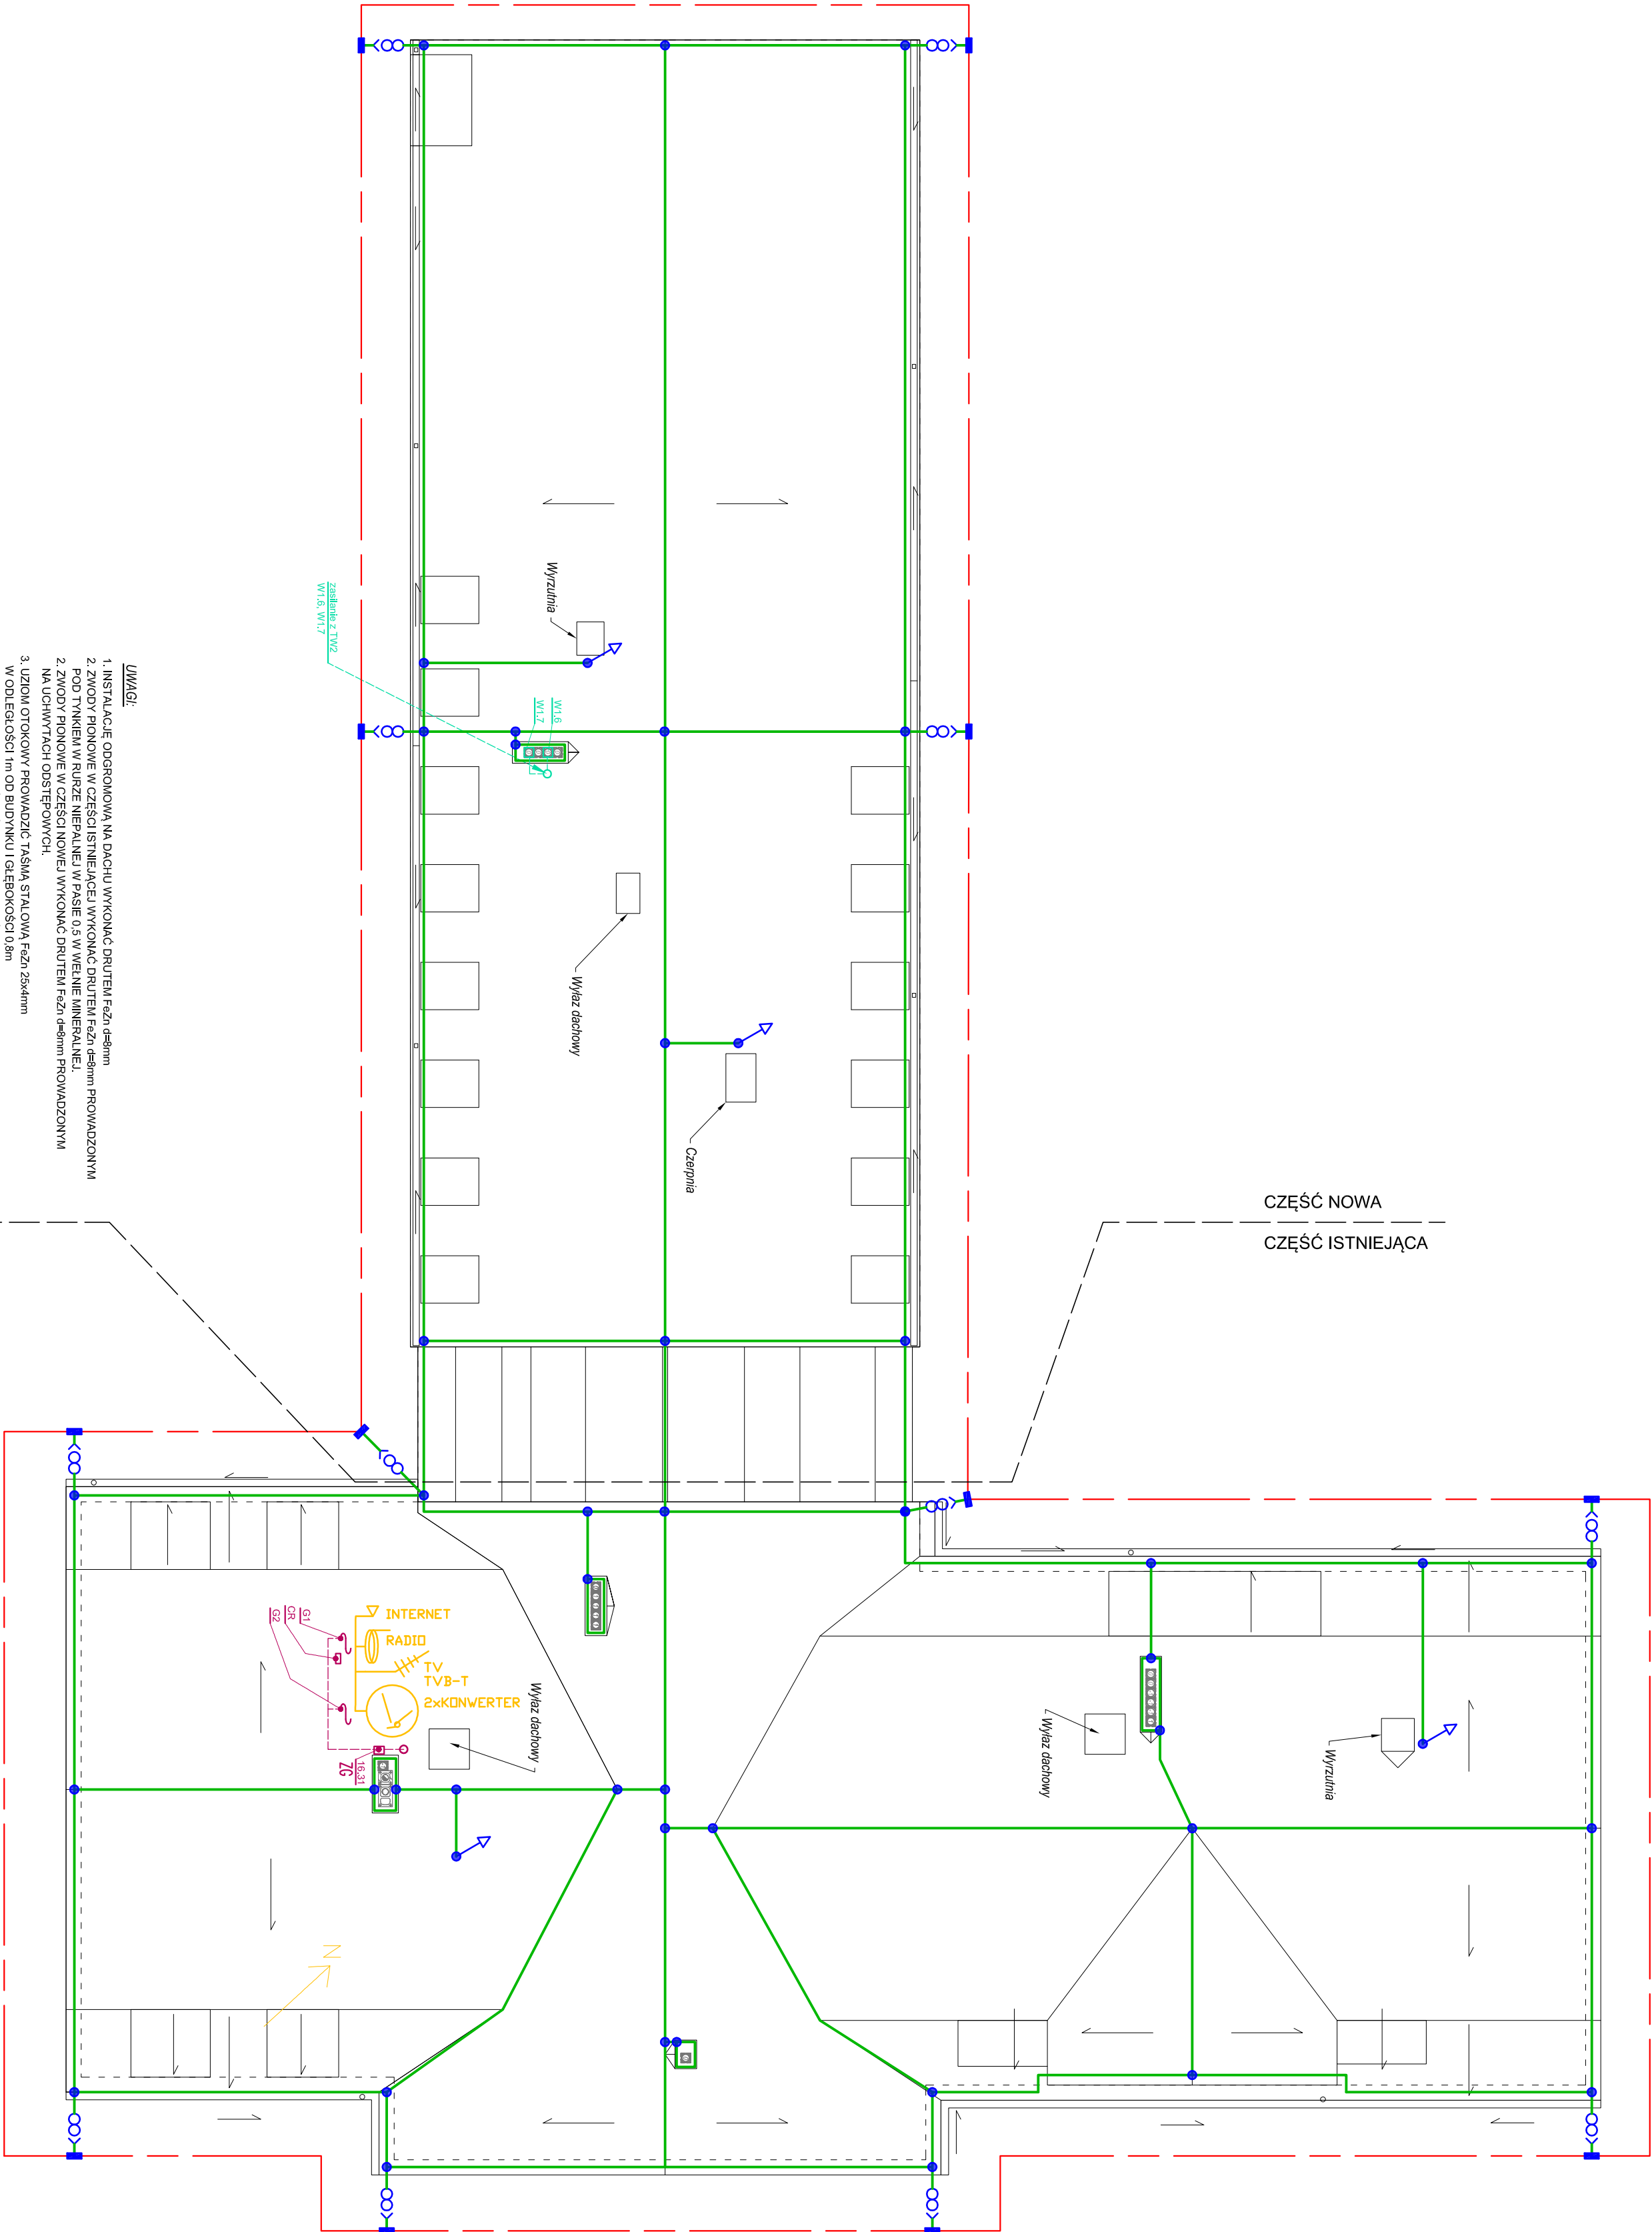 CZĘŚĆ NOWA
CZĘŚĆ ISTNIEJĄCA
Wyrzutnia
zasilanie z TW2
W1.6, W1.7
W1.6
W1.7
Wyłaz dachowy
Czerpnia
UWAGI:
1. INSTALACJĘ ODGROMOWĄ NA DACHU WYKONAĆ DRUTEM FeZn d=8mm
2. ZWODY PIONOWE W CZĘŚCI ISTNIEJĄCEJ WYKONAĆ DRUTEM FeZn d=8mm PROWADZONYM
POD TYNKIEM W RURZE NIEPALNEJ W PASIE 0,5 W WEŁNIE MINERALNEJ.
2. ZWODY PIONOWE W CZĘŚCI NOWEJ WYKONAĆ DRUTEM FeZn d=8mm PROWADZONYM
NA UCHWYTACH ODSTĘPOWYCH.
3. UZIOM OTOKOWY PROWADZIĆ TAŚMĄ STALOWĄ FeZn 25x4mm
W ODLEGŁOŚCI 1m OD BUDYNKU I GŁĘBOKOŚCI 0,8m
G1
CR
G2
INTERNET
RADIO
TV
TVB-T
2xKONWERTER
Wyłaz dachowy
16.31
ZG
Wyłaz dachowy
Wyrzutnia
N